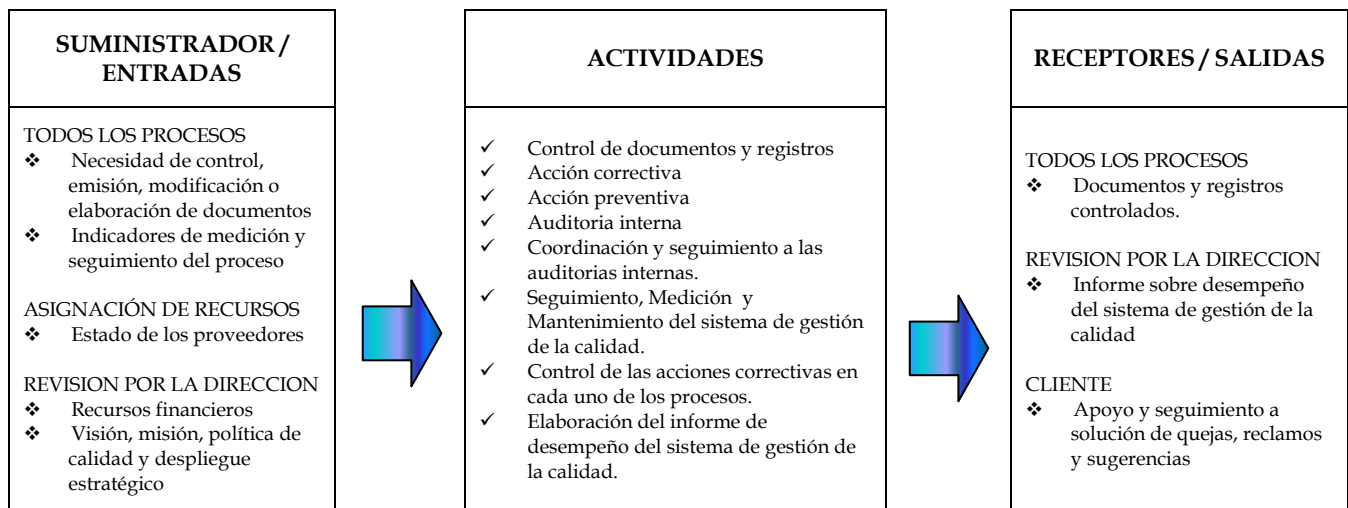 SUMINISTRADOR /
ENTRADAS
TODOS LOS PROCESOS
❖ Necesidad de control,
emisión, modificación o
elaboración de documentos
❖ Indicadores de medición y
seguimiento del proceso
ASIGNACIÓN DE RECURSOS
❖ Estado de los proveedores
REVISION POR LA DIRECCION
❖ Recursos financieros
❖ Visión, misión, política de
calidad y despliegue
estratégico
ACTIVIDADES
✓ Control de documentos y registros
✓ Acción correctiva
✓ Acción preventiva
✓ Auditoria interna
✓ Coordinación y seguimiento a las
auditorias internas.
✓ Seguimiento, Medición y
Mantenimiento del sistema de gestión
de la calidad.
✓ Control de las acciones correctivas en
cada uno de los procesos.
✓ Elaboración del informe de
desempeño del sistema de gestión de
la calidad.
RECEPTORES / SALIDAS
TODOS LOS PROCESOS
❖ Documentos y registros
controlados.
REVISION POR LA DIRECCION
❖ Informe sobre desempeño
del sistema de gestión de la
calidad
CLIENTE
❖ Apoyo y seguimiento a
solución de quejas, reclamos
y sugerencias